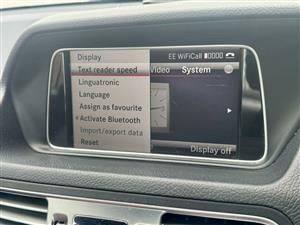 Display
EE WiFiCall
Text reader speed
Video
System
Linguatronic
Language
Assign as favourite
Activate Bluetooth
Import/export data
Reset
Display off